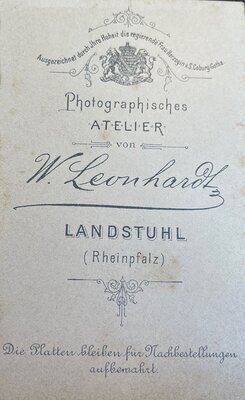 Ausgezeichnet durch Ihre Hoheit die regierende Frau Herzogin v. S. Coburg Gotha.
Photographisches
ATELIER
von
W. Leonhardt
LANDSTUHL
(Rheinpfalz)
Die Platten bleiben für Nachbestellungen
aufbewahrt.